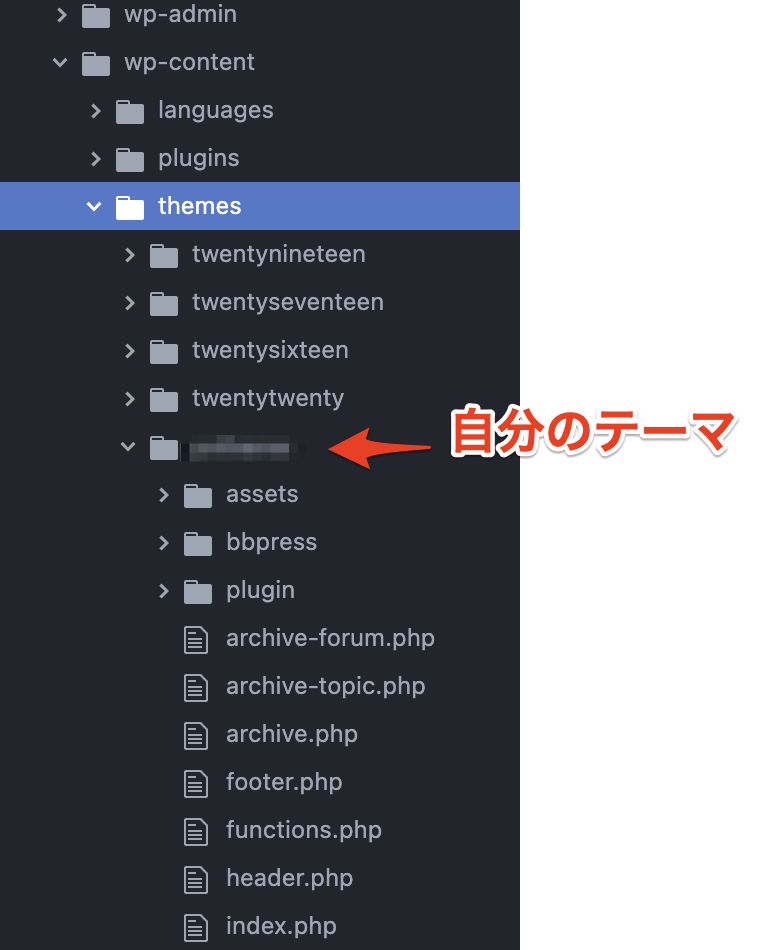 wp-admin
wp-content
languages
plugins
themes
twentynineteen
twentyseventeen
twentysixteen
twentytwenty
自分のテーマ
assets
bbpress
plugin
archive-forum.php
archive-topic.php
archive.php
footer.php
functions.php
header.php
index.php